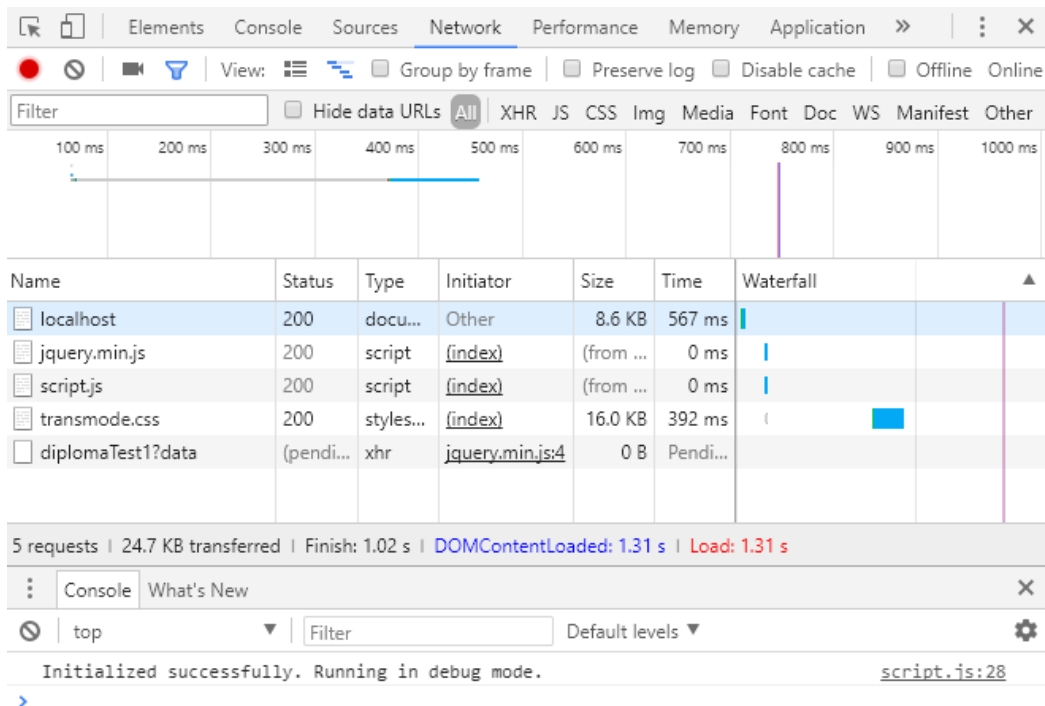 Elements Console Sources Network Performance Memory Application »
View: Group by frame Preserve log Disable cache Offline Online
Filter Hide data URLs All XHR JS CSS Img Media Font Doc WS Manifest Other
100 ms 200 ms 300 ms 400 ms 500 ms 600 ms 700 ms 800 ms 900 ms 1000 ms
Name Status Type Initiator Size Time Waterfall
localhost 200 docu... Other 8.6 KB 567 ms
jquery.min.js 200 script (index) (from ... 0 ms
script.js 200 script (index) (from ... 0 ms
transmode.css 200 styles... (index) 16.0 KB 392 ms
diplomaTest1?data (pendi... xhr jquery.min.js:4 0 B Pendi...
5 requests | 24.7 KB transferred | Finish: 1.02 s | DOMContentLoaded: 1.31 s | Load: 1.31 s
Console What's New
top Filter Default levels
Initialized successfully. Running in debug mode. script.js:28